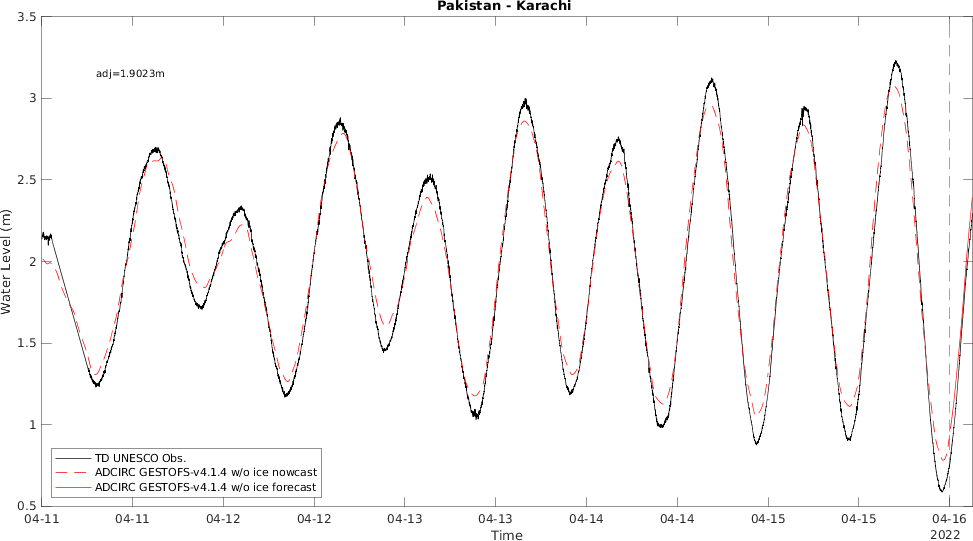 Pakistan - Karachi
3.5
3
2.5
2
1.5
1
0.5
Water Level (m)
adj=1.9023m
TD UNESCO Obs.
ADCIRC GESTOFS-v4.1.4 w/o ice nowcast
ADCIRC GESTOFS-v4.1.4 w/o ice forecast
04-11 04-11 04-12 04-12 04-13 04-13 04-14 04-14 04-15 04-15 04-16
Time
2022